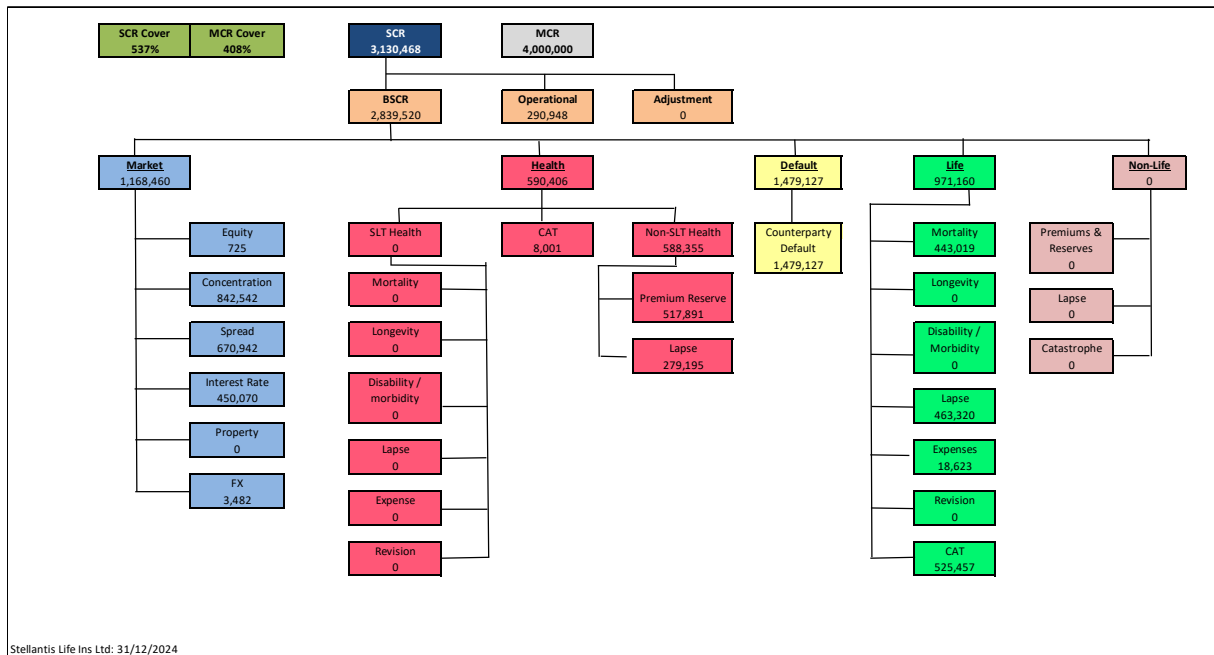 SCR Cover
537%
MCR Cover
408%
SCR
3,130,468
MCR
4,000,000
BSCR
2,839,520
Operational
290,948
Adjustment
0
Market
1,168,460
Health
590,406
Default
1,479,127
Life
971,160
Non-Life
0
Equity
725
Concentration
842,542
Spread
670,942
Interest Rate
450,070
Property
0
FX
3,482
SLT Health
0
Mortality
0
Longevity
0
Disability /
morbidity
0
Lapse
0
Expense
0
Revision
0
CAT
8,001
Non-SLT Health
588,355
Premium Reserve
517,891
Lapse
279,195
Counterparty
Default
1,479,127
Mortality
443,019
Longevity
0
Disability /
Morbidity
0
Lapse
463,320
Expenses
18,623
Revision
0
CAT
525,457
Premiums &
Reserves
0
Lapse
0
Catastrophe
0
Stellantis Life Ins Ltd: 31/12/2024